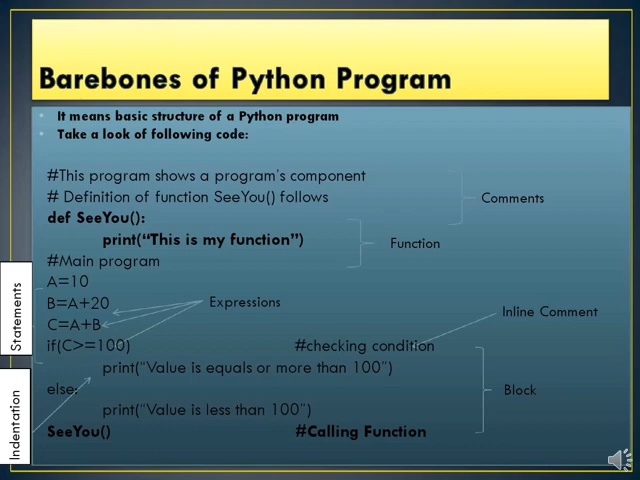 Barebones of Python Program
• It means basic structure of a Python program
• Take a look of following code:
#This program shows a program's component
# Definition of function SeeYou() follows
Comments
def SeeYou():
print(“This is my function”)
Function
#Main program
A=10
B=A+20
Expressions
C=A+B
Inline Comment
if(C>=100) #checking condition
print(“Value is equals or more than 100”)
else:
Block
print(“Value is less than 100”)
SeeYou() #Calling Function
Statements
Indentation